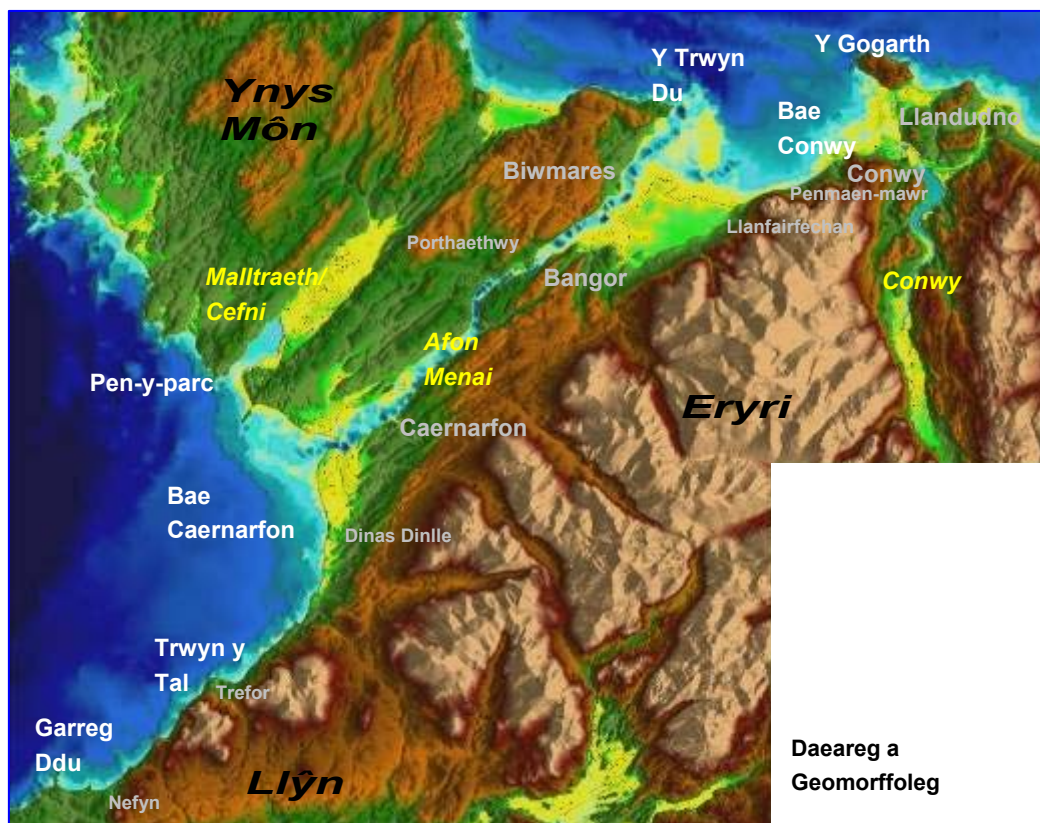 Y Gogarth
Y Trwyn
Du
Ynys
Môn
Bae
Conwy
Llandudno
Biwmares
Conwy
Penmaen-mawr
Llanfairfechan
Porthaethwy
Bangor
Malltraeth/
Cefni
Conwy
Afon
Menai
Pen-y-parc
Eryri
Caernarfon
Bae
Caernarfon
Dinas Dinlle
Trwyn y
Tal
Trefor
Garreg
Ddu
Llŷn
Nefyn
Daeareg a
Geomorffoleg